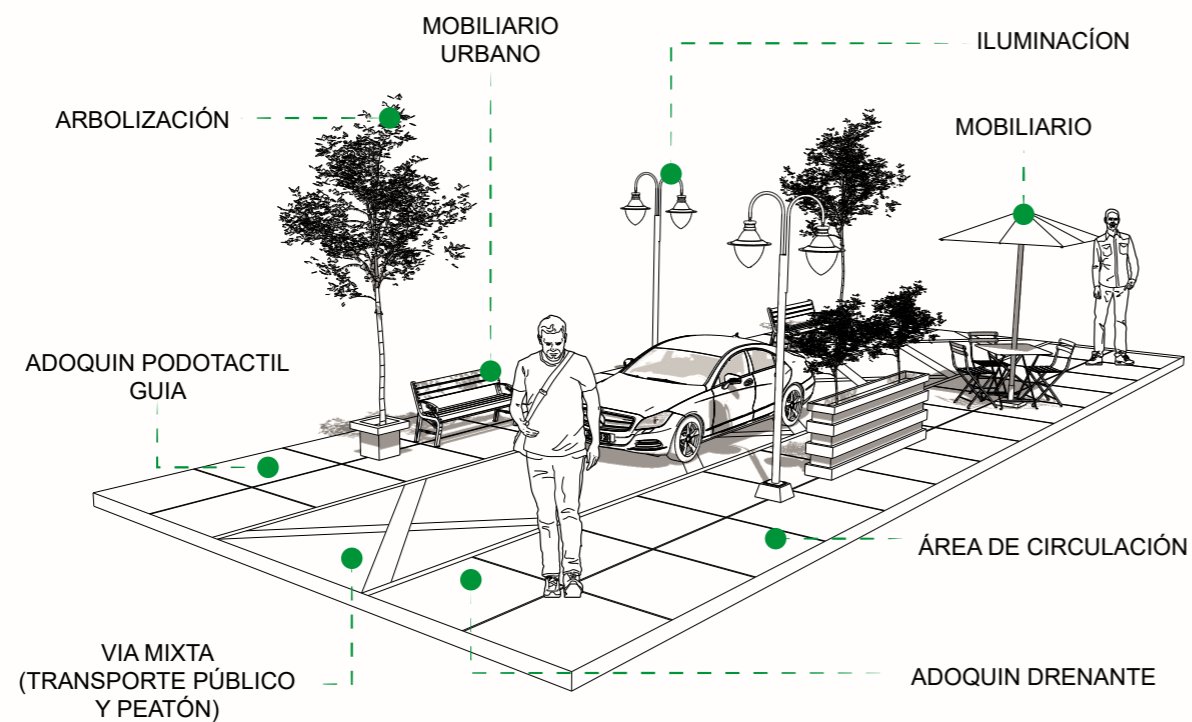 MOBILIARIO
URBANO
ILUMINACÍON
ARBOLIZACIÓN
MOBILIARIO
ADOQUIN PODOTACTIL
GUIA
ÁREA DE CIRCULACIÓN
VIA MIXTA
(TRANSPORTE PÚBLICO
Y PEATÓN)
ADOQUIN DRENANTE